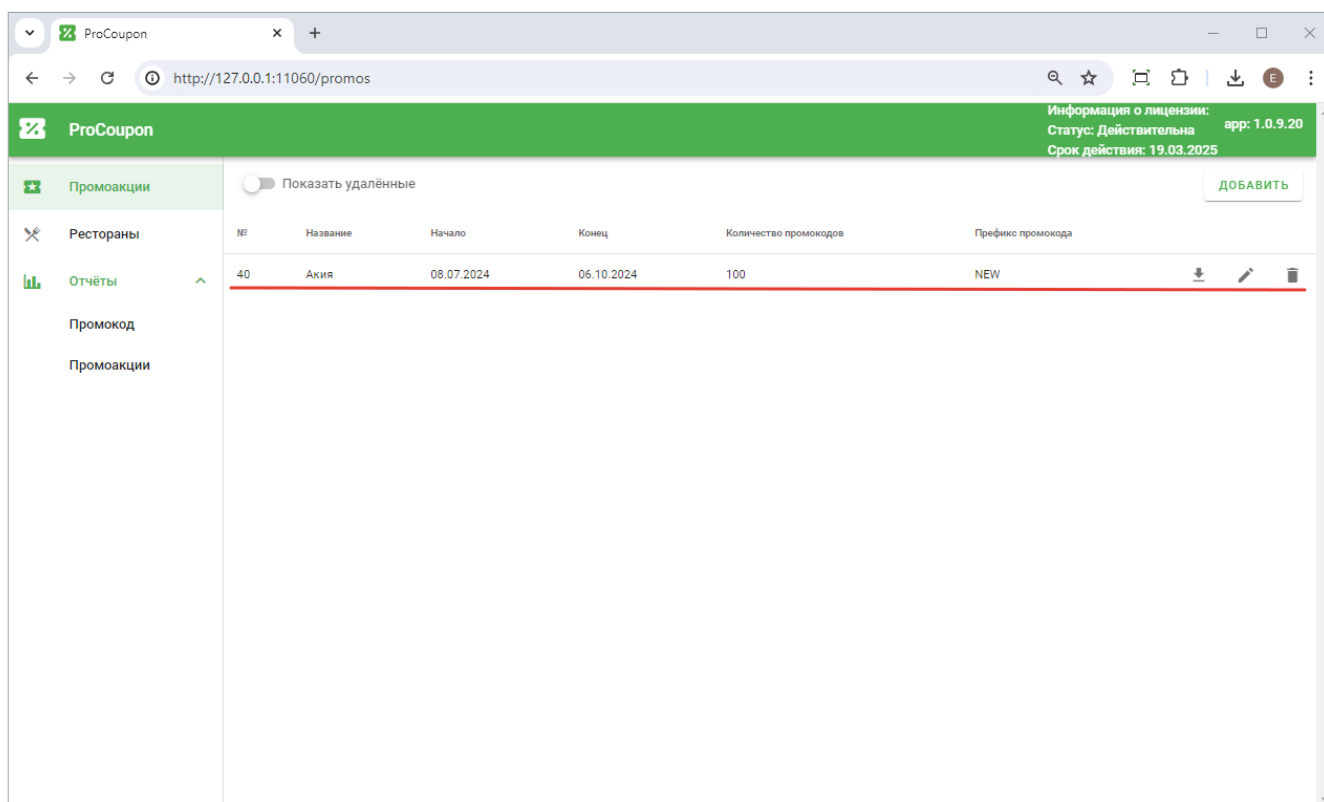 ProCoupon
http://127.0.0.1:11060/promos
E
ProCoupon
Информация о лицензии:
Статус: Действительна
Срок действия: 19.03.2025
app: 1.0.9.20
Промоакции
Рестораны
Отчёты
Промокод
Промоакции
Показать удалённые
ДОБАВИТЬ
№ Название Начало Конец Количество промокодов Префикс промокода
40 Акия 08.07.2024 06.10.2024 100 NEW